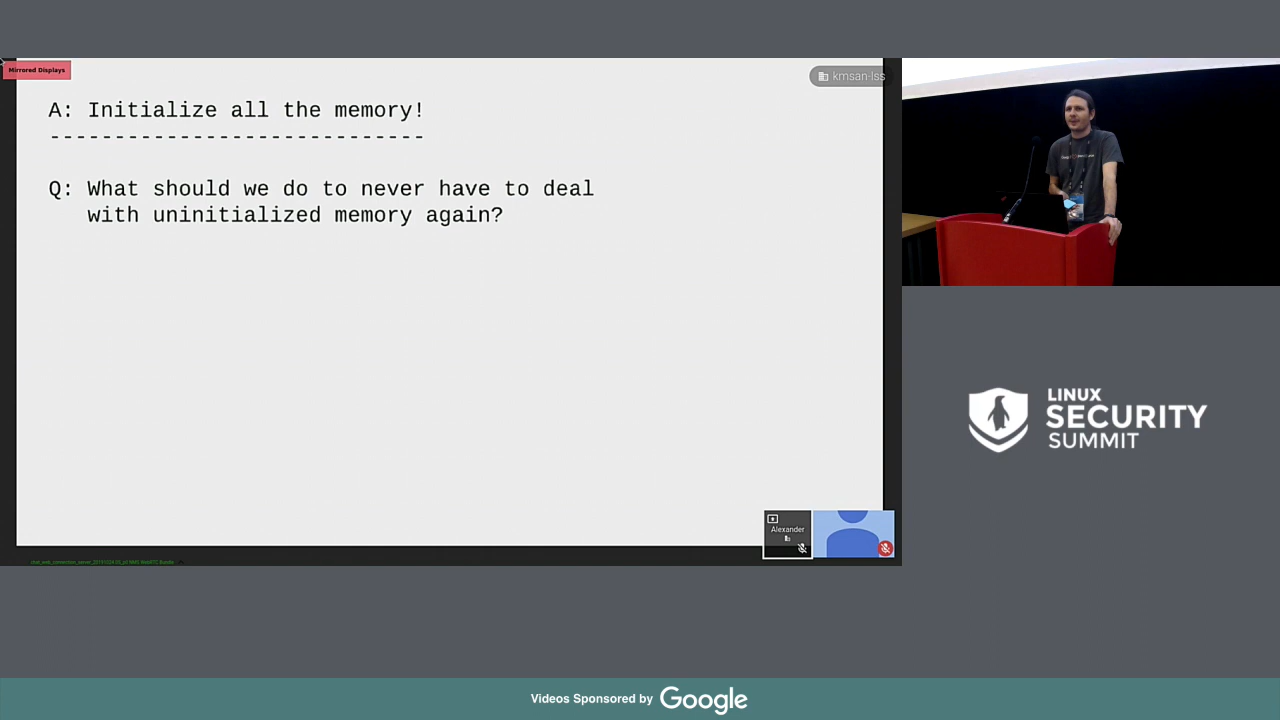 Mirrored Displays
kmsan-lss
A: Initialize all the memory!
-----------------------------
Q: What should we do to never have to deal
with uninitialized memory again?
Alexander
LINUX
SECURITY
SUMMIT
Videos Sponsored by Google